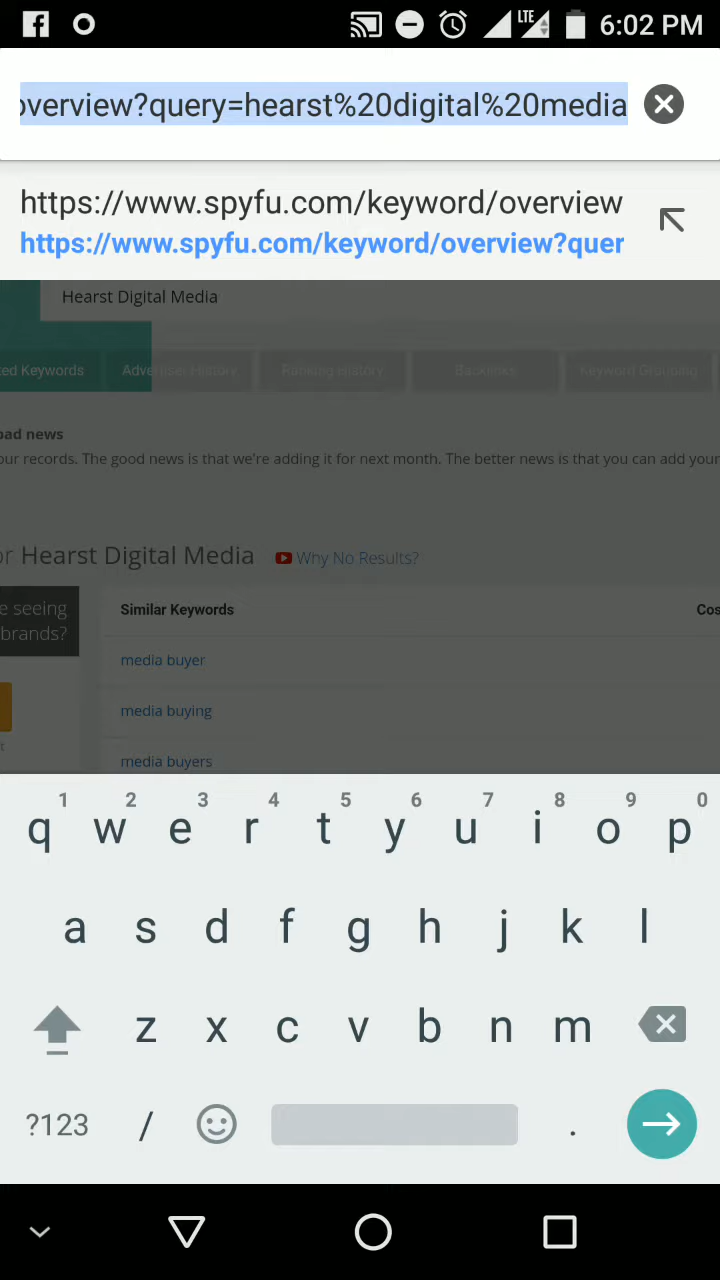 LTE 6:02 PM
overview?query=hearst%20digital%20media
https://www.spyfu.com/keyword/overview
https://www.spyfu.com/keyword/overview?quer
Hearst Digital Media
ed Keywords Advertiser History Ranking History Backlinks Keyword Grouping
bad news
our records. The good news is that we're adding it for next month. The better news is that you can add your
or Hearst Digital Media Why No Results?
e seeing
brands?
Similar Keywords Cos
media buyer
media buying
t
media buyers
1 2 3 4 5 6 7 8 9 0
q w e r t y u i o p
a s d f g h j k l
z x c v b n m
?123 / .